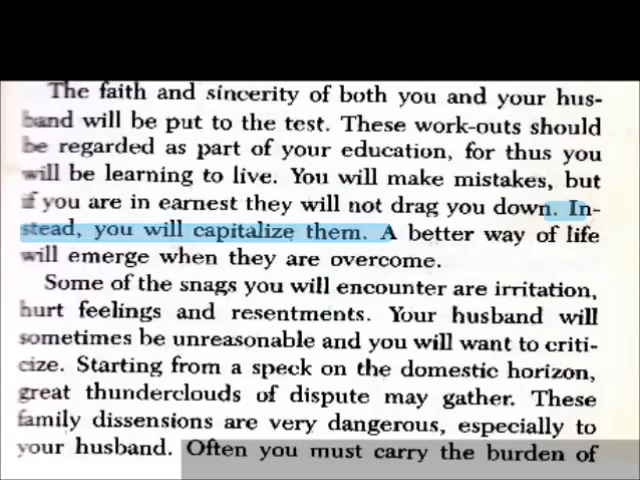 The faith and sincerity of both you and your hus-
band will be put to the test. These work-outs should
be regarded as part of your education, for thus you
will be learning to live. You will make mistakes, but
if you are in earnest they will not drag you down. In-
stead, you will capitalize them. A better way of life
will emerge when they are overcome.
Some of the snags you will encounter are irritation,
hurt feelings and resentments. Your husband will
sometimes be unreasonable and you will want to criti-
cize. Starting from a speck on the domestic horizon,
great thunderclouds of dispute may gather. These
family dissensions are very dangerous, especially to
your husband. Often you must carry the burden of